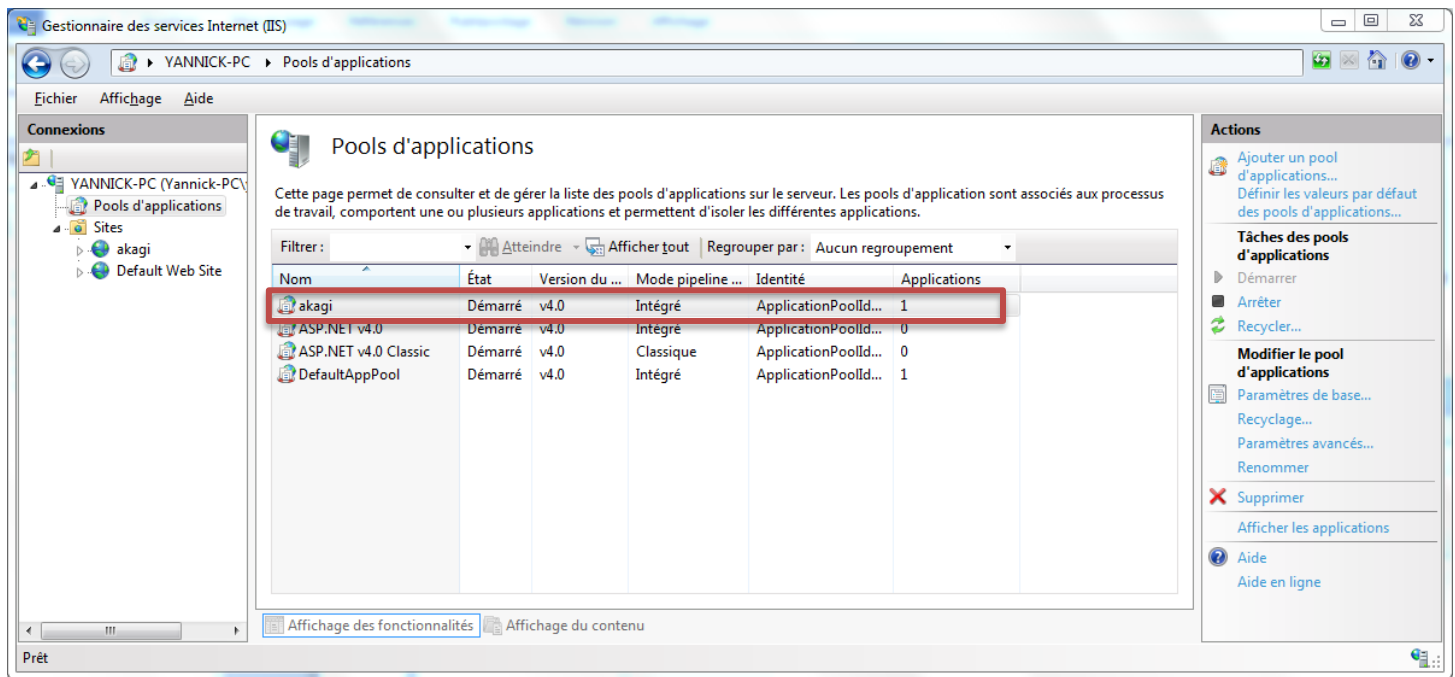 Gestionnaire des services Internet (IIS)
YANNICK-PC Pools d'applications
Fichier Affichage Aide
Connexions
YANNICK-PC (Yannick-PC\
Pools d'applications
Sites
akagi
Default Web Site
Pools d'applications
Cette page permet de consulter et de gérer la liste des pools d'applications sur le serveur. Les pools d'application sont associés aux processus
de travail, comportent une ou plusieurs applications et permettent d'isoler les différentes applications.
Filtrer : Atteindre Afficher tout Regrouper par : Aucun regroupement
Nom État Version du ... Mode pipeline ... Identité Applications
akagi Démarré v4.0 Intégré ApplicationPoolId... 1
ASP.NET v4.0 Démarré v4.0 Intégré ApplicationPoolId... 0
ASP.NET v4.0 Classic Démarré v4.0 Classique ApplicationPoolId... 0
DefaultAppPool Démarré v4.0 Intégré ApplicationPoolId... 1
Affichage des fonctionnalités Affichage du contenu
Actions
Ajouter un pool
d'applications...
Définir les valeurs par défaut
des pools d'applications...
Tâches des pools
d'applications
Démarrer
Arrêter
Recycler...
Modifier le pool
d'applications
Paramètres de base...
Recyclage...
Paramètres avancés...
Renommer
Supprimer
Afficher les applications
Aide
Aide en ligne
Prêt